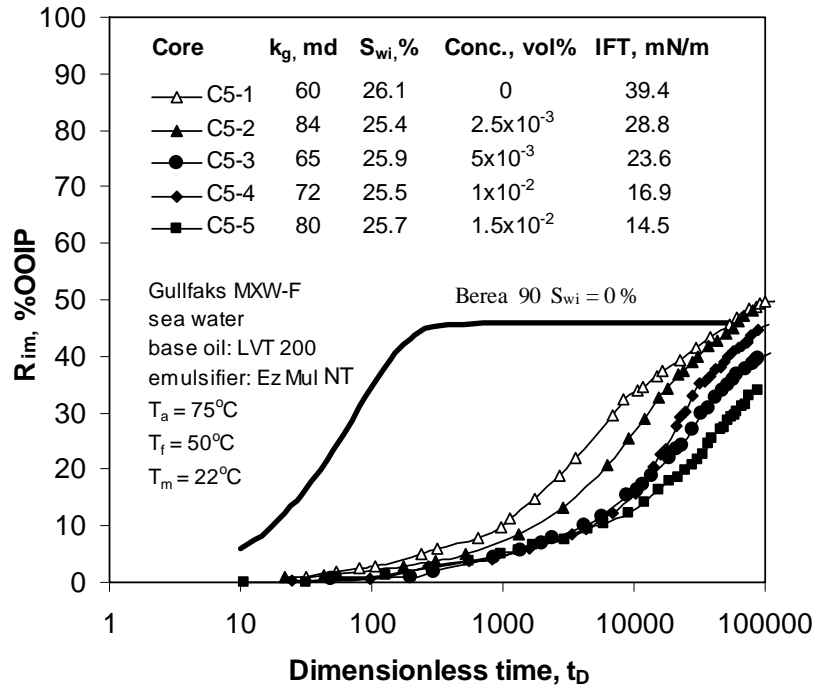 Core k_g, md S_wi,% Conc., vol% IFT, mN/m
C5-1 60 26.1 0 39.4
C5-2 84 25.4 2.5x10^-3 28.8
C5-3 65 25.9 5x10^-3 23.6
C5-4 72 25.5 1x10^-2 16.9
C5-5 80 25.7 1.5x10^-2 14.5
Gullfaks MXW-F
sea water
base oil: LVT 200
emulsifier: Ez Mul NT
T_a = 75°C
T_f = 50°C
T_m = 22°C
Berea 90 S_wi = 0 %
R_im, %OOIP
100
90
80
70
60
50
40
30
20
10
0
1 10 100 1000 10000 100000
Dimensionless time, t_D